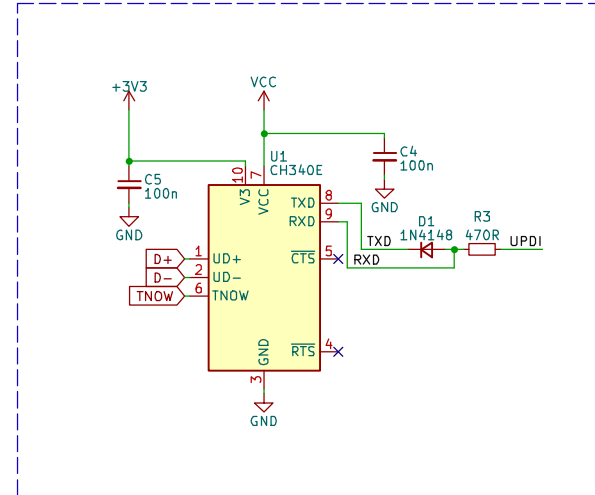 +3V3
VCC
U1
CH340E
C4
100n
C5
100n
GND
GND
10
7
V3
VCC
TXD
8
RXD
9
D1
1N4148
R3
470R
TXD
UPDI
RXD
D+
1
UD+
CTS
5
D-
2
UD-
TNOW
6
TNOW
GND
RTS
4
3
GND